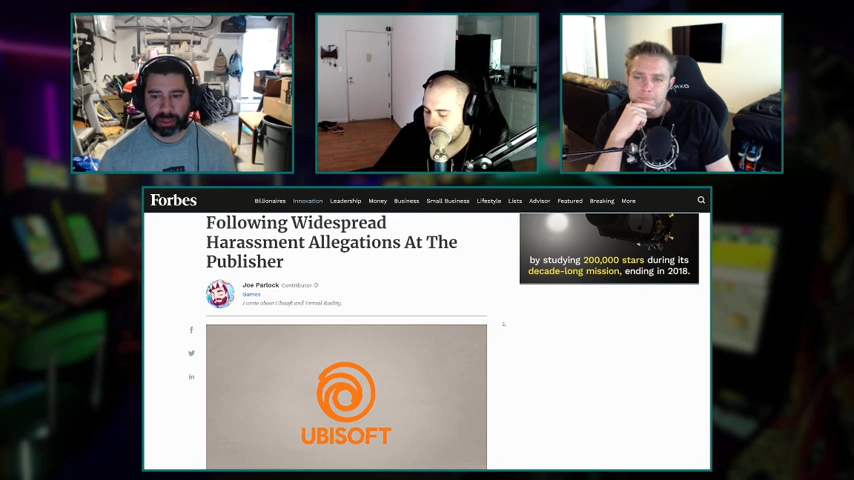 Forbes
Billionaires Innovation Leadership Money Business Small Business Lifestyle Lists Advisor Featured Breaking More
Following Widespread
Harassment Allegations At The
Publisher
Joe Parlock Contributor
Games
by studying 200,000 stars during its
decade-long mission, ending in 2018.
UBISOFT